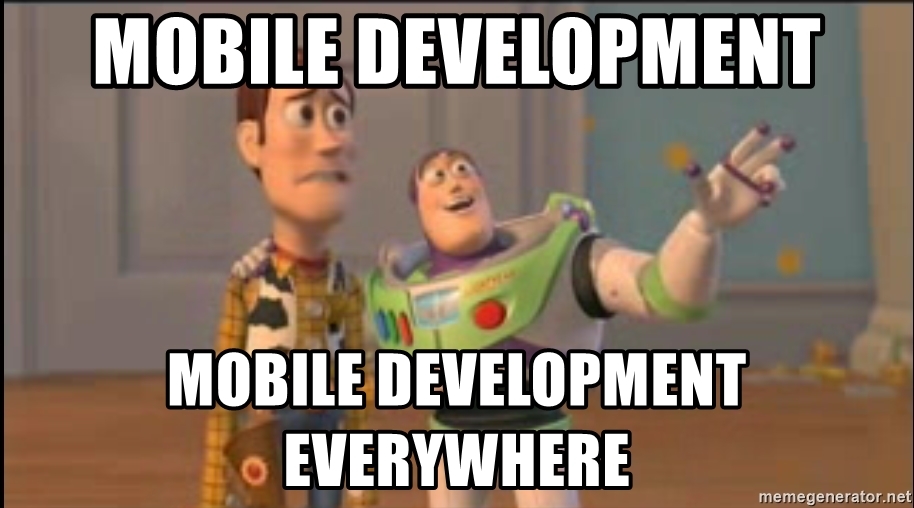 MOBILE DEVELOPMENT
MOBILE DEVELOPMENT
EVERYWHERE
memegenerator.net